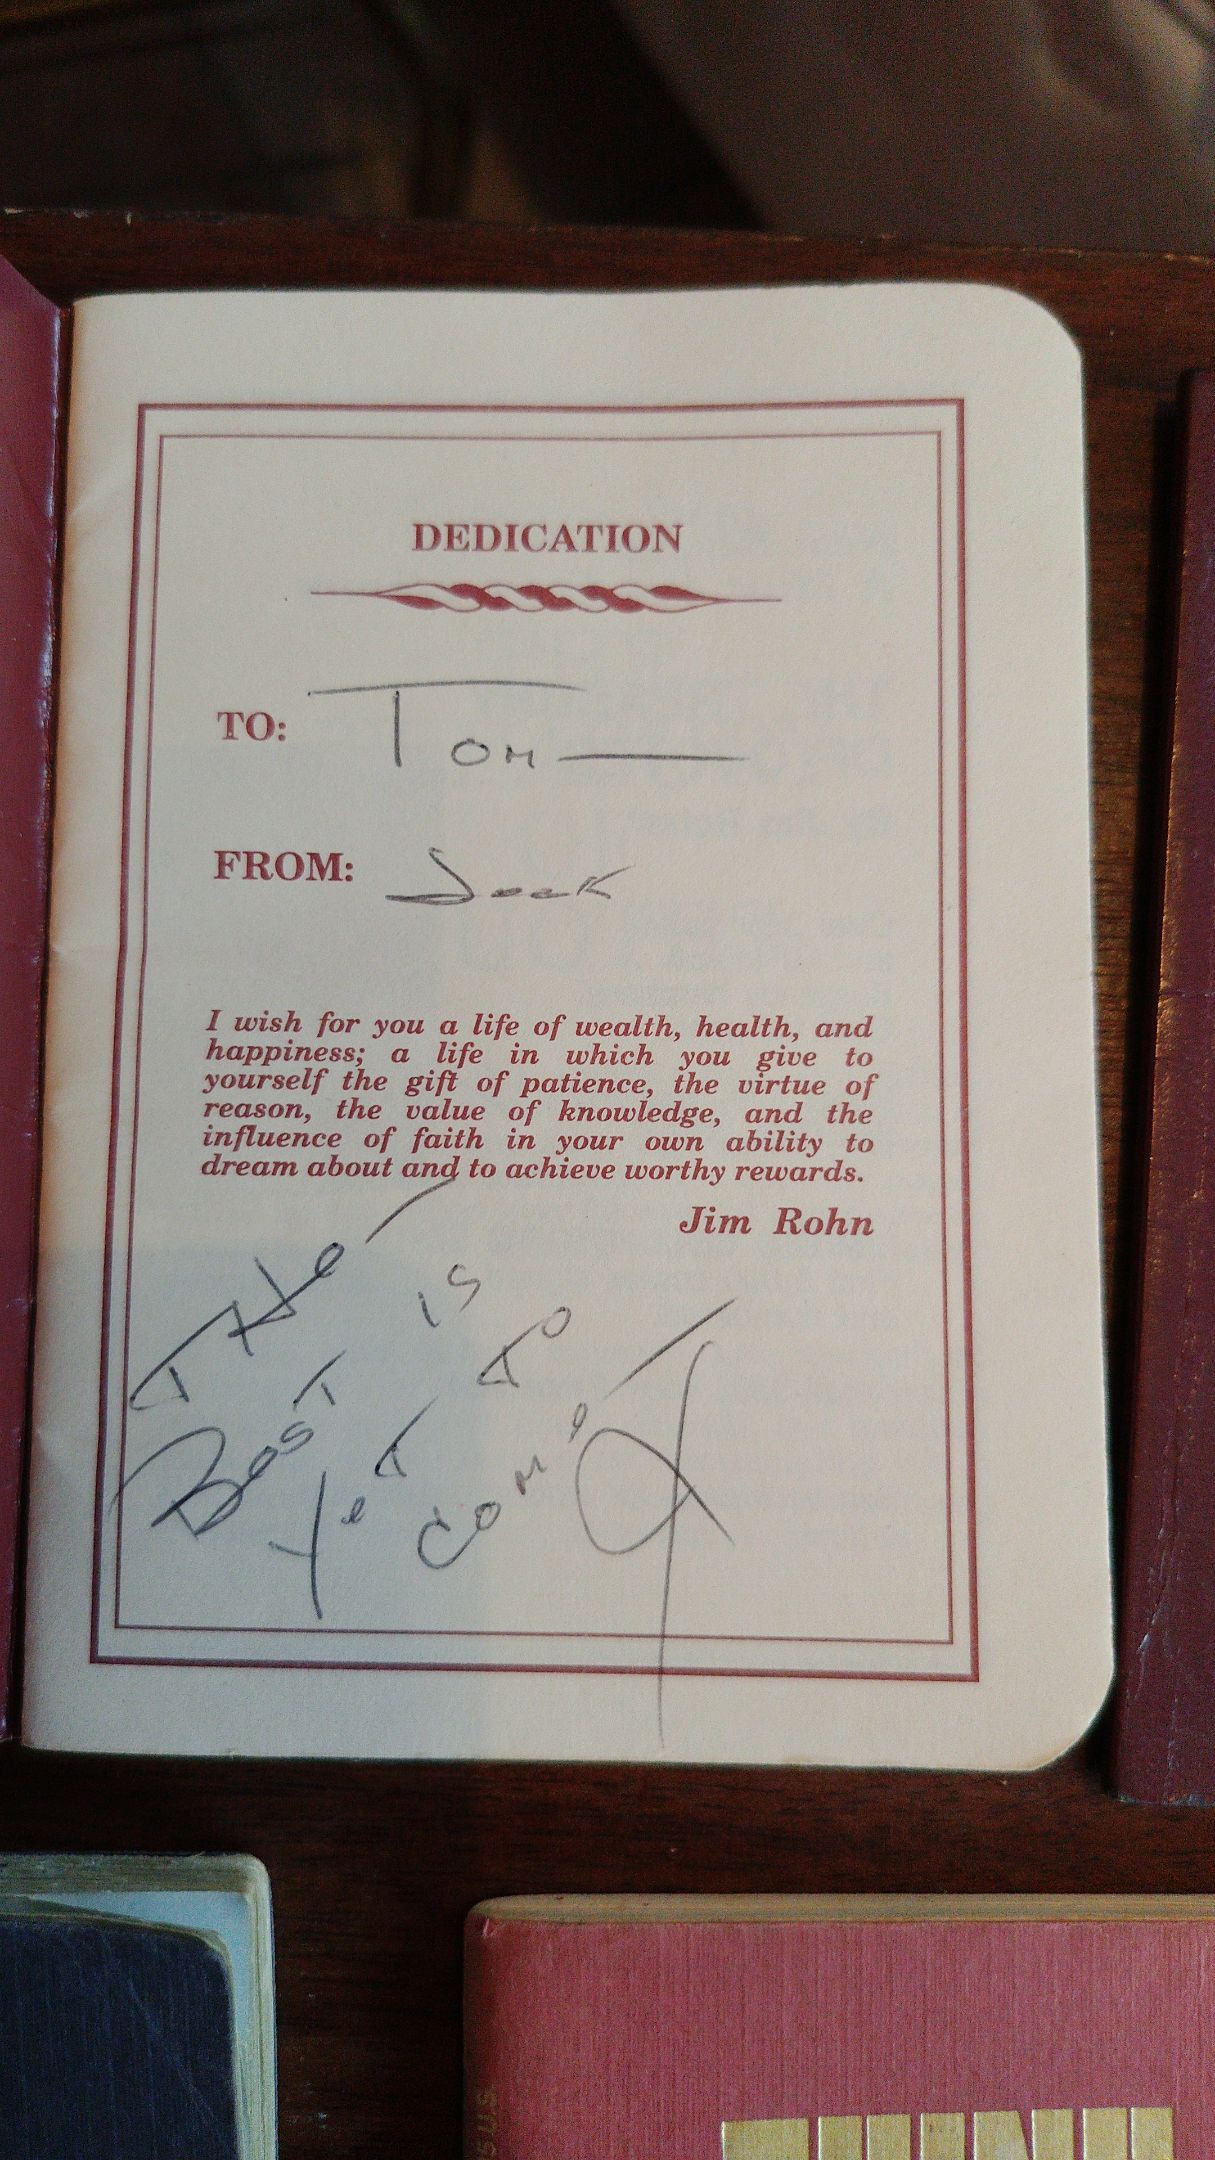 DEDICATION
TO: Tom
FROM: Jack
I wish for you a life of wealth, health, and
happiness; a life in which you give to
yourself the gift of patience, the virtue of
reason, the value of knowledge, and the
influence of faith in your own ability to
dream about and to achieve worthy rewards.
Jim Rohn
THe
BesT is
YeT To
come!